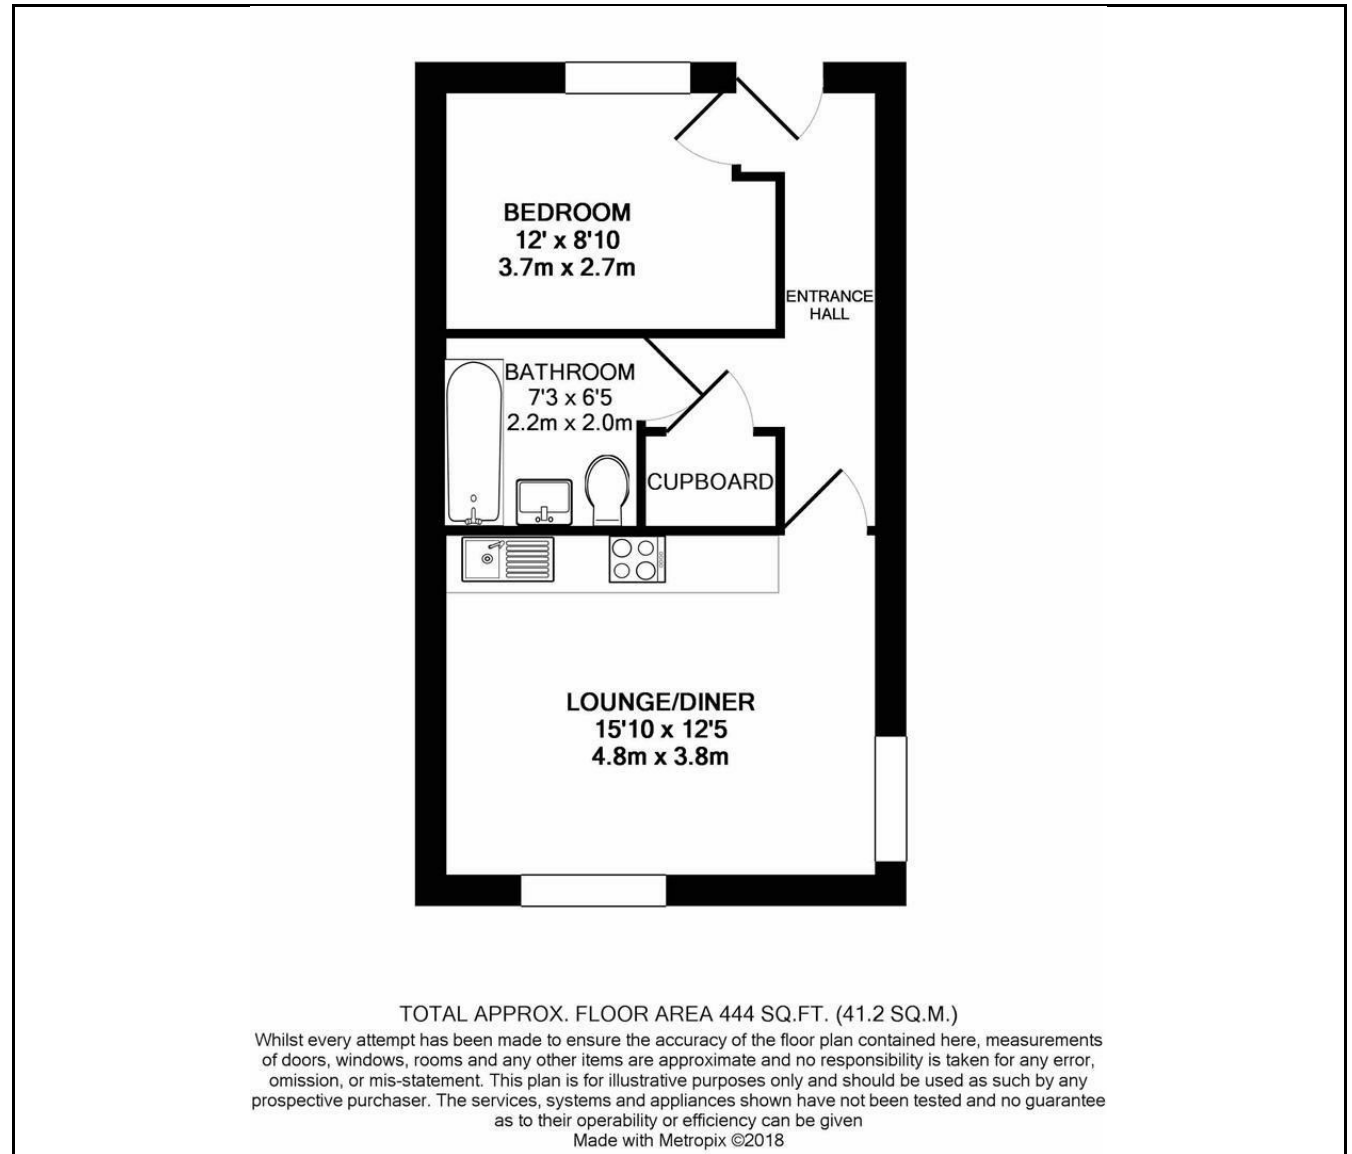 BEDROOM
12' x 8'10
3.7m x 2.7m
ENTRANCE
HALL
BATHROOM
7'3 x 6'5
2.2m x 2.0m
CUPBOARD
LOUNGE/DINER
15'10 x 12'5
4.8m x 3.8m
TOTAL APPROX. FLOOR AREA 444 SQ.FT. (41.2 SQ.M.)
Whilst every attempt has been made to ensure the accuracy of the floor plan contained here, measurements
of doors, windows, rooms and any other items are approximate and no responsibility is taken for any error,
omission, or mis-statement. This plan is for illustrative purposes only and should be used as such by any
prospective purchaser. The services, systems and appliances shown have not been tested and no guarantee
as to their operability or efficiency can be given
Made with Metropix ©2018